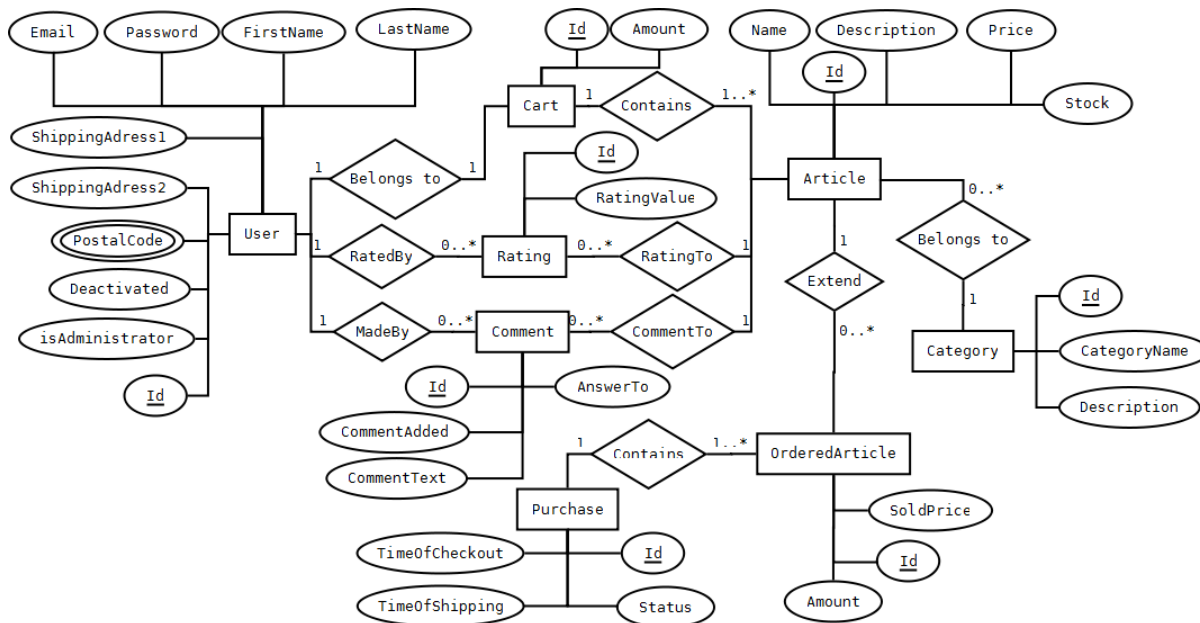 Email
Password
FirstName
LastName
Id
Amount
Name
Description
Price
Id
Stock
Cart
1
Contains
1..*
ShippingAdress1
ShippingAdress2
PostalCode
Deactivated
isAdministrator
Id
User
1
Belongs to
1
Id
RatingValue
1
RatedBy
0..*
Rating
0..*
RatingTo
1
1
MadeBy
0..*
Comment
0..*
CommentTo
1
Id
AnswerTo
CommentAdded
CommentText
Article
0..*
Belongs to
1
Category
Id
CategoryName
Description
1
Extend
0..*
OrderedArticle
SoldPrice
Id
Amount
1
Contains
1..*
Purchase
TimeOfCheckout
Id
TimeOfShipping
Status